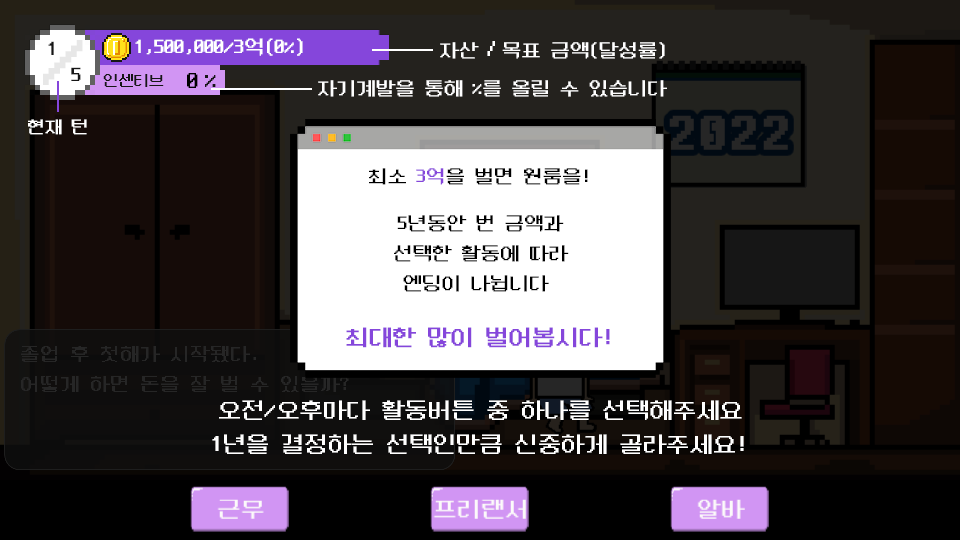 1
5
1,500,000/3억(0%)
자산 / 목표 금액(달성률)
인센티브 0%
자기계발을 통해 %를 올릴 수 있습니다
현재 턴
2022
최소 3억을 벌면 원룸을!
5년동안 번 금액과
선택한 활동에 따라
엔딩이 나뉩니다
최대한 많이 벌어봅시다!
졸업 후 첫해가 시작됐다.
어떻게 하면 돈을 잘 벌 수 있을까?
오전/오후마다 활동버튼 중 하나를 선택해주세요
1년을 결정하는 선택인만큼 신중하게 골라주세요!
근무
프리랜서
알바